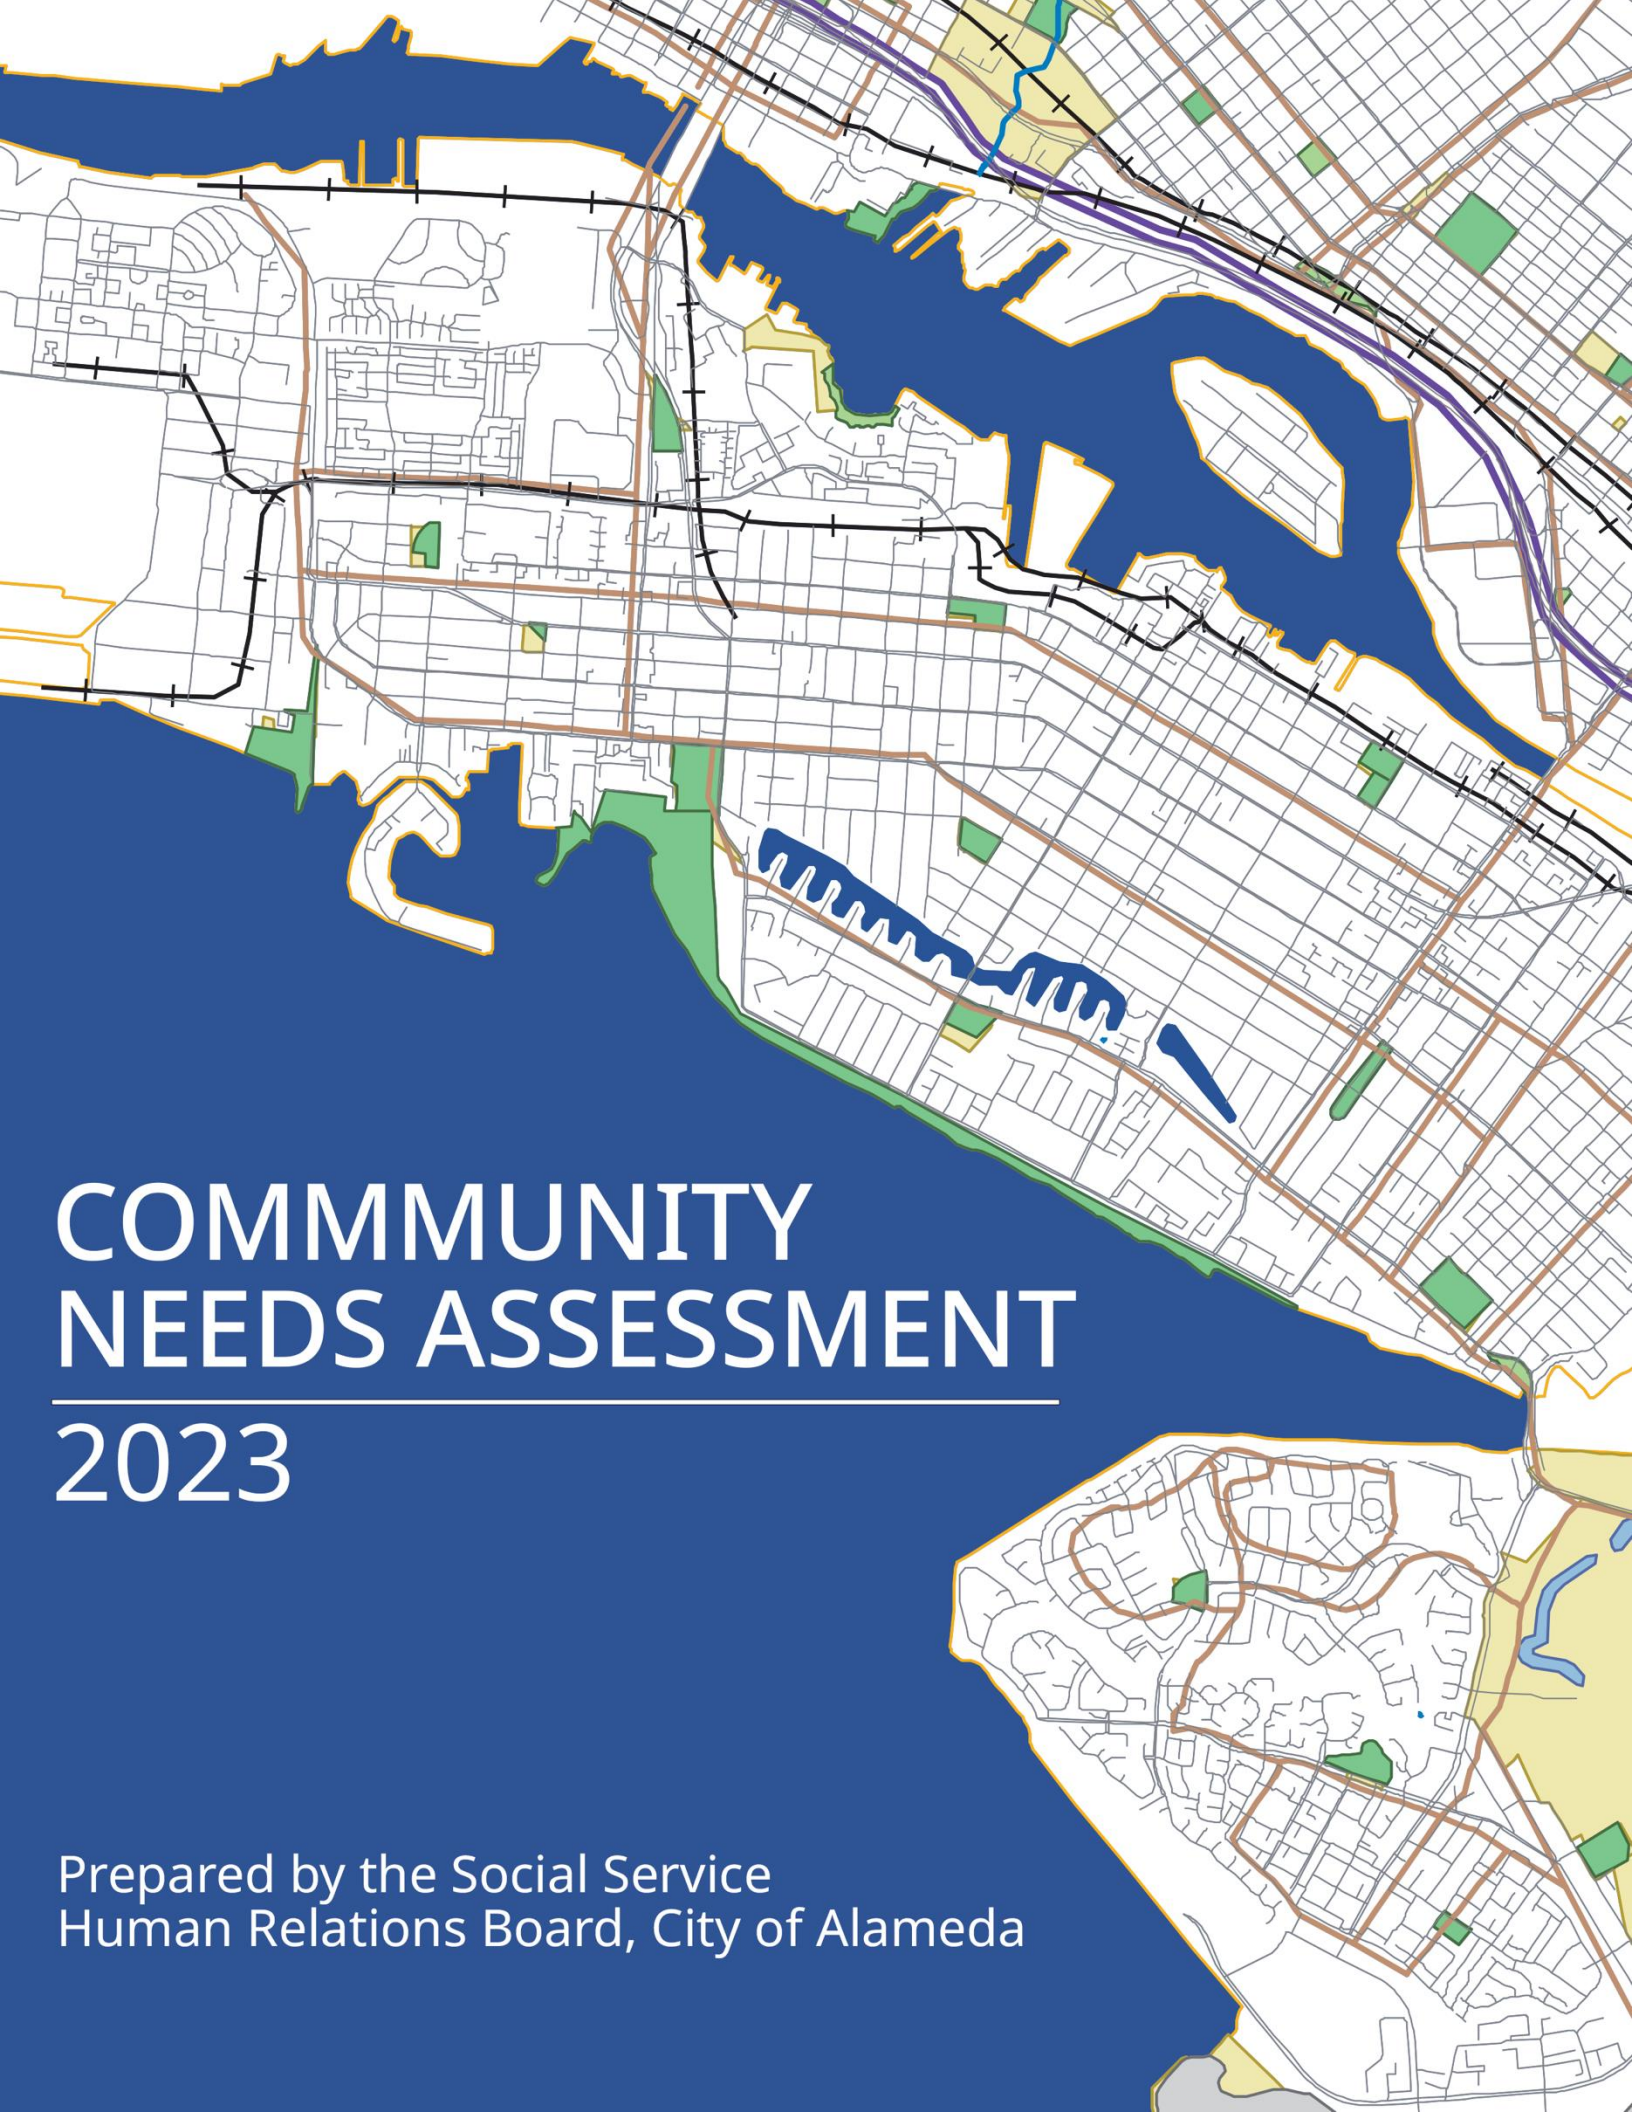 COMMMUNITY
NEEDS ASSESSMENT
2023
Prepared by the Social Service
Human Relations Board, City of Alameda